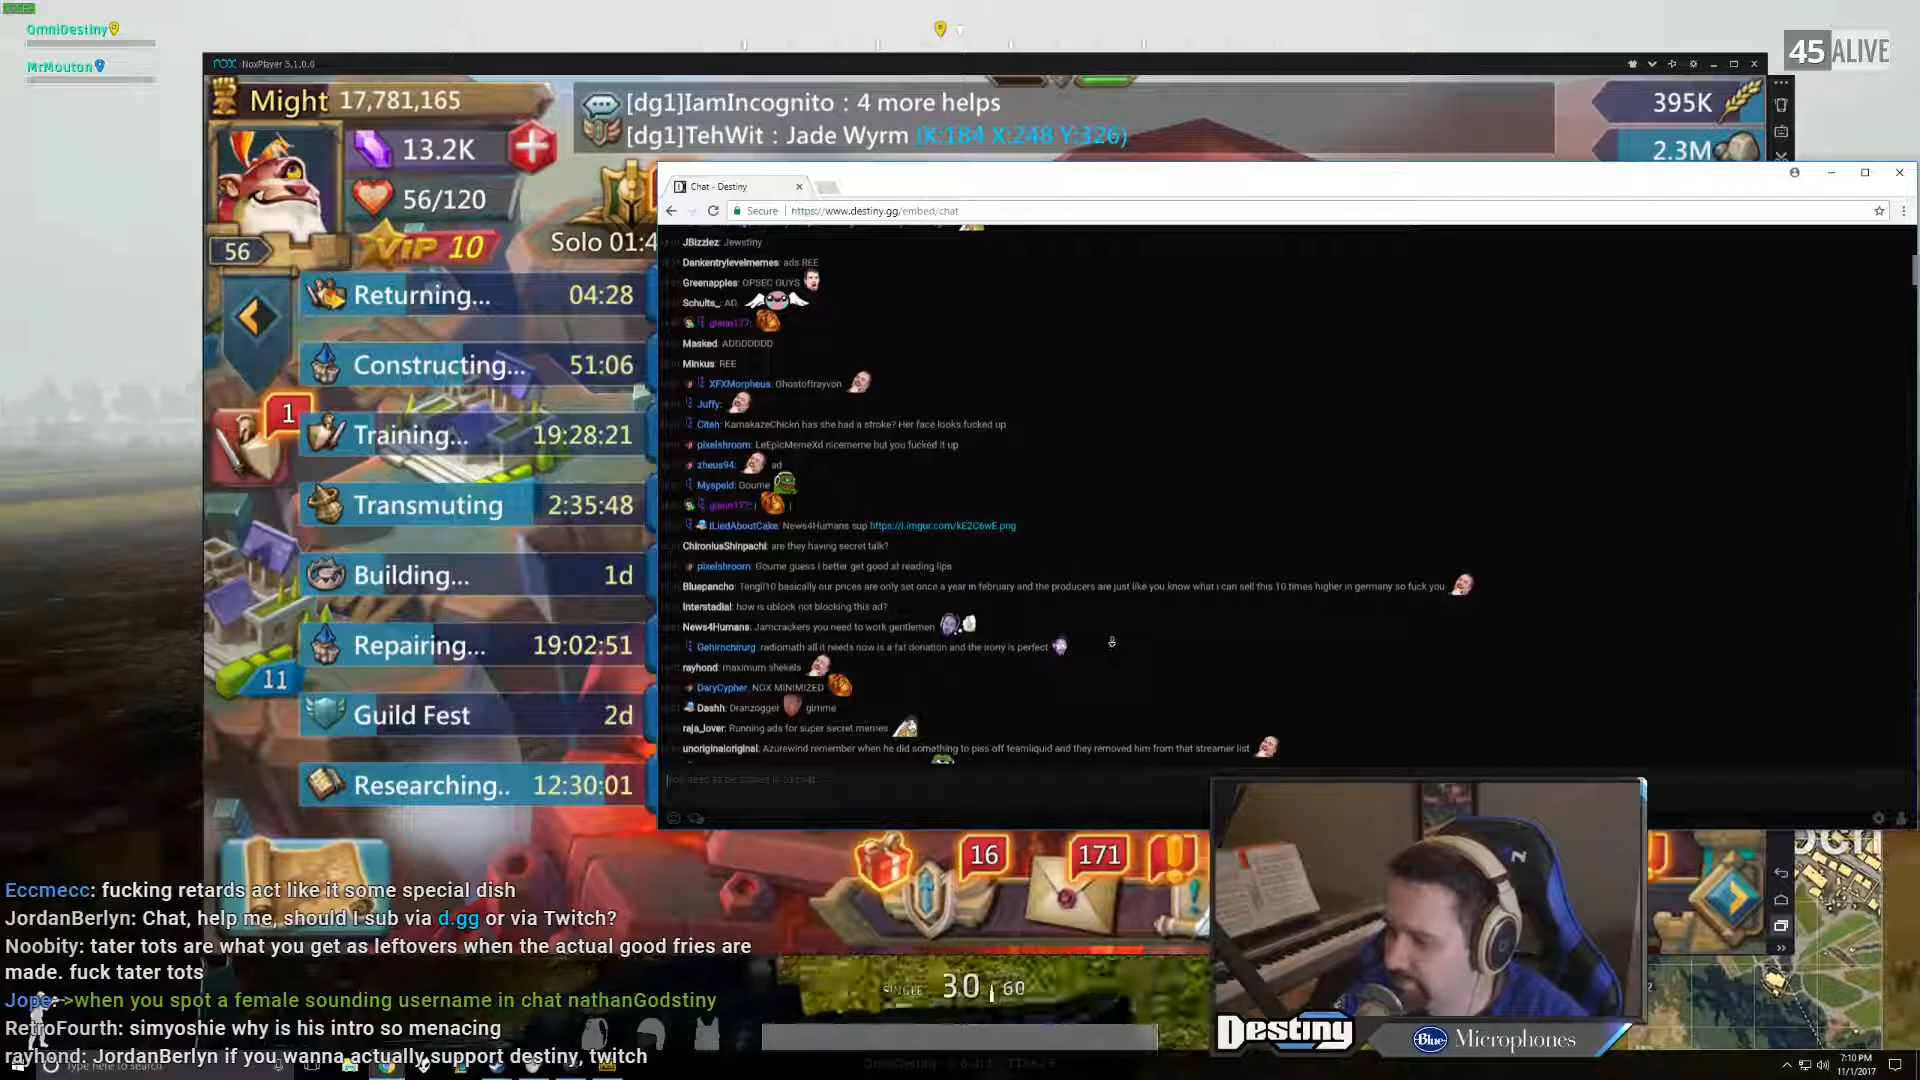 OmniDestiny
MrMouton
45 ALIVE
NOX NoxPlayer 5.1.0.0
Might 17,781,165
[dg1]IamIncognito : 4 more helps
[dg1]TehWit : Jade Wyrm (K:184 X:248 Y:326)
395K
2.3M
13.2K
56/120
56
VIP 10
Solo 01:4
Returning... 04:28
Constructing... 51:06
1
Training... 19:28:21
Transmuting 2:35:48
Building... 1d
Repairing... 19:02:51
11
Guild Fest 2d
Researching.. 12:30:01
Chat - Destiny
Secure https://www.destiny.gg/embed/chat
JBizzlez: Jewstiny
Dankentrylevelmemes: ads REE
Greenapples: OPSEC GUYS
Schults_: AD
glenn177:
Masked: ADDDDDDD
Minkus: REE
XFXMorpheus: Ghostoftrayvon
Juffy:
Citeh: KamakazeChickn has she had a stroke? Her face looks fucked up
pixelshroom: LeEpicMemeXd nicememe but you fucked it up
zheus94: ad
Myspeld: Goume
glenn177: | |
ILiedAboutCake: News4Humans sup https://i.imgur.com/kE2C6wE.png
ChironiusShinpachi: are they having secret talk?
pixelshroom: Goume guess I better get good at reading lips
Bluepancho: Tengil10 basically our prices are only set once a year in february and the producers are just like you know what i can sell this 10 times higher in germany so fuck you
Interstadial: how is ublock not blocking this ad?
News4Humans: Jamcrackers you need to work gentlemen
Gehirnchirurg: radiomath all it needs now is a fat donation and the irony is perfect
rayhond: maximum shekels
DaryCypher: NOX MINIMIZED
Dashh: Dranzogger gimme
raja_lover: Running ads for super secret memes
unoriginaloriginal: Azurewind remember when he did something to piss off teamliquid and they removed him from that streamer list
16
171
Eccmecc: fucking retards act like it some special dish
JordanBerlyn: Chat, help me, should I sub via d.gg or via Twitch?
Noobity: tater tots are what you get as leftovers when the actual good fries are
made. fuck tater tots
Jope: >when you spot a female sounding username in chat nathanGodstiny
RetroFourth: simyoshie why is his intro so menacing
rayhond: JordanBerlyn if you wanna actually support destiny, twitch
SINGLE 30 60
Destiny
Blue Microphones
Type here to search
7:10 PM
11/1/2017